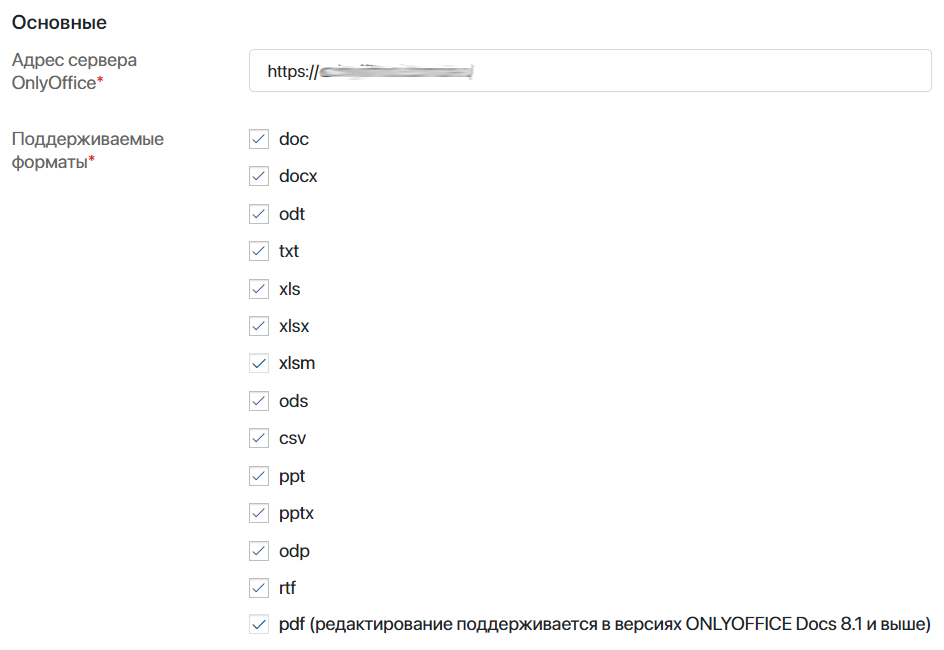 Основные
Адрес сервера
OnlyOffice*
https://
Поддерживаемые
форматы*
doc
docx
odt
txt
xls
xlsx
xlsm
ods
csv
ppt
pptx
odp
rtf
pdf (редактирование поддерживается в версиях ONLYOFFICE Docs 8.1 и выше)